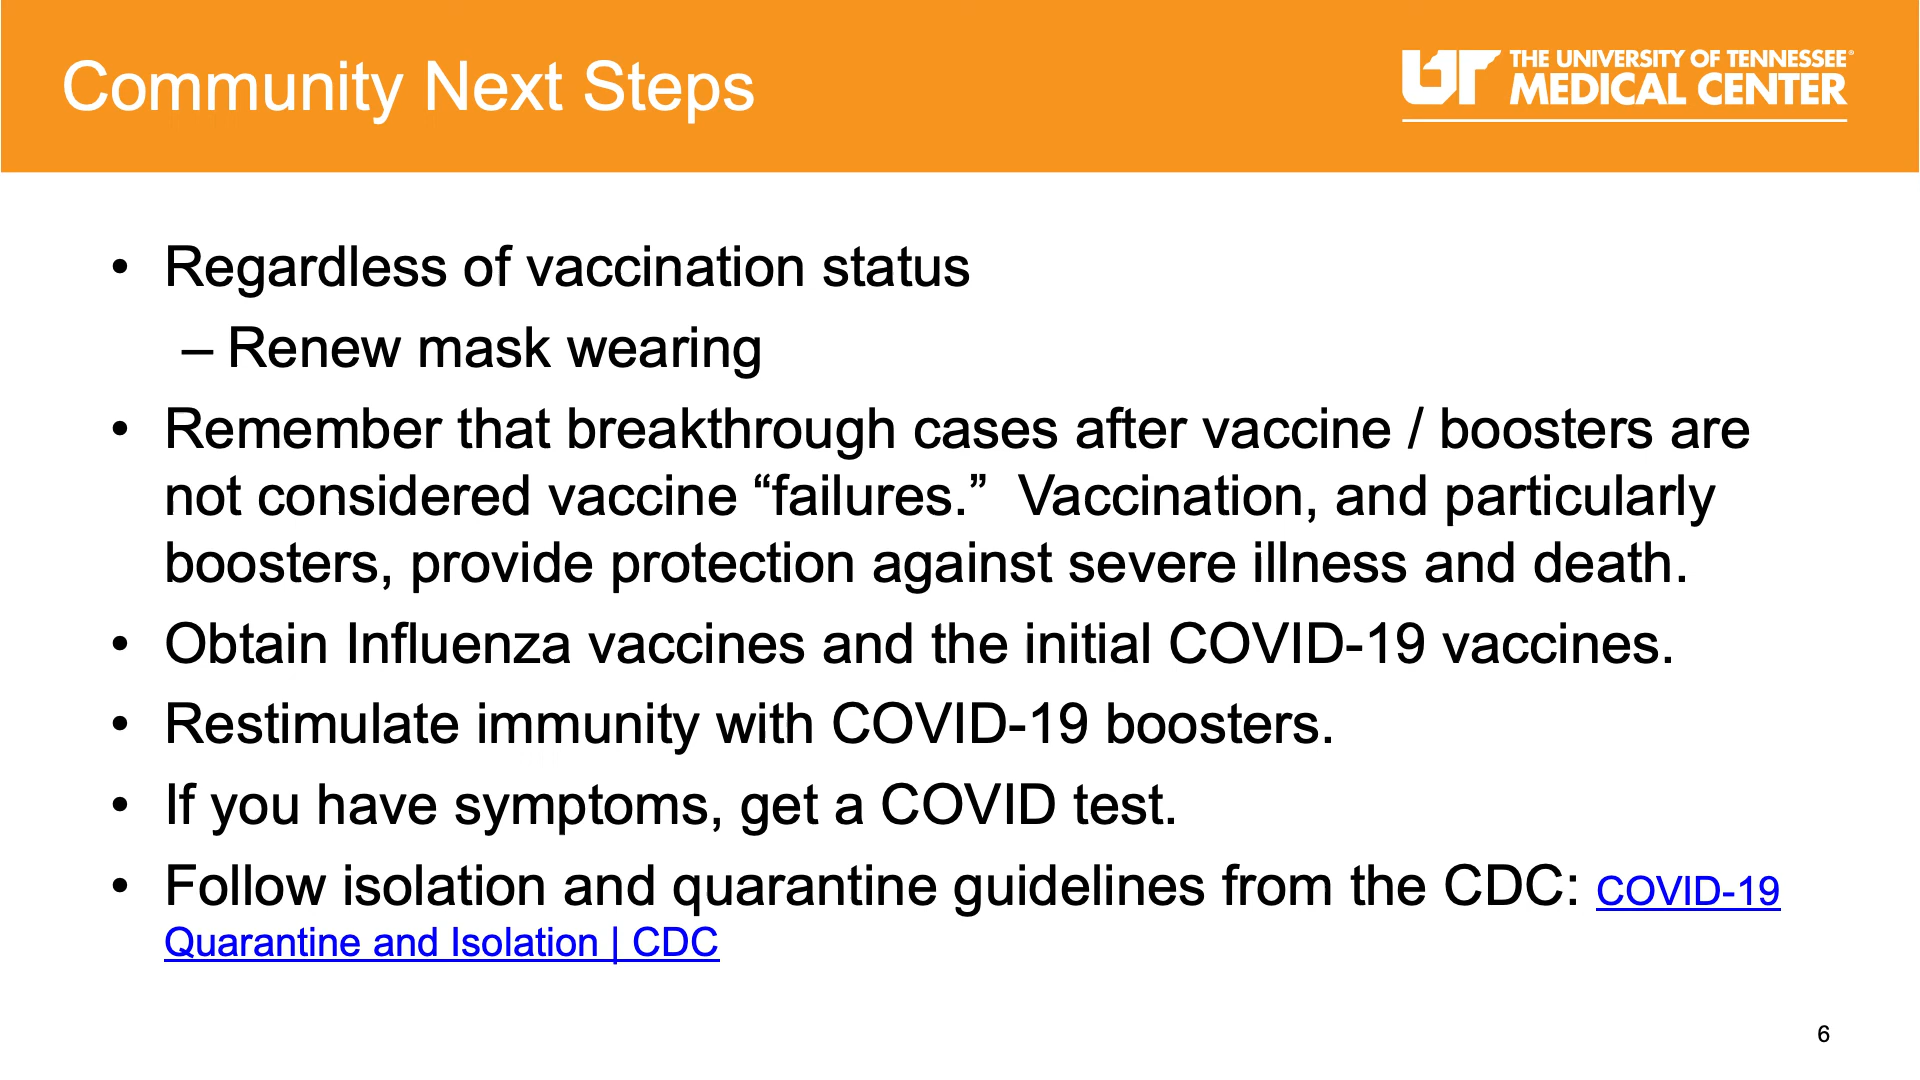 Community Next Steps
UT THE UNIVERSITY OF TENNESSEE®
MEDICAL CENTER
• Regardless of vaccination status
– Renew mask wearing
• Remember that breakthrough cases after vaccine / boosters are
not considered vaccine “failures.”  Vaccination, and particularly
boosters, provide protection against severe illness and death.
• Obtain Influenza vaccines and the initial COVID-19 vaccines.
• Restimulate immunity with COVID-19 boosters.
• If you have symptoms, get a COVID test.
• Follow isolation and quarantine guidelines from the CDC: COVID-19
Quarantine and Isolation | CDC
6